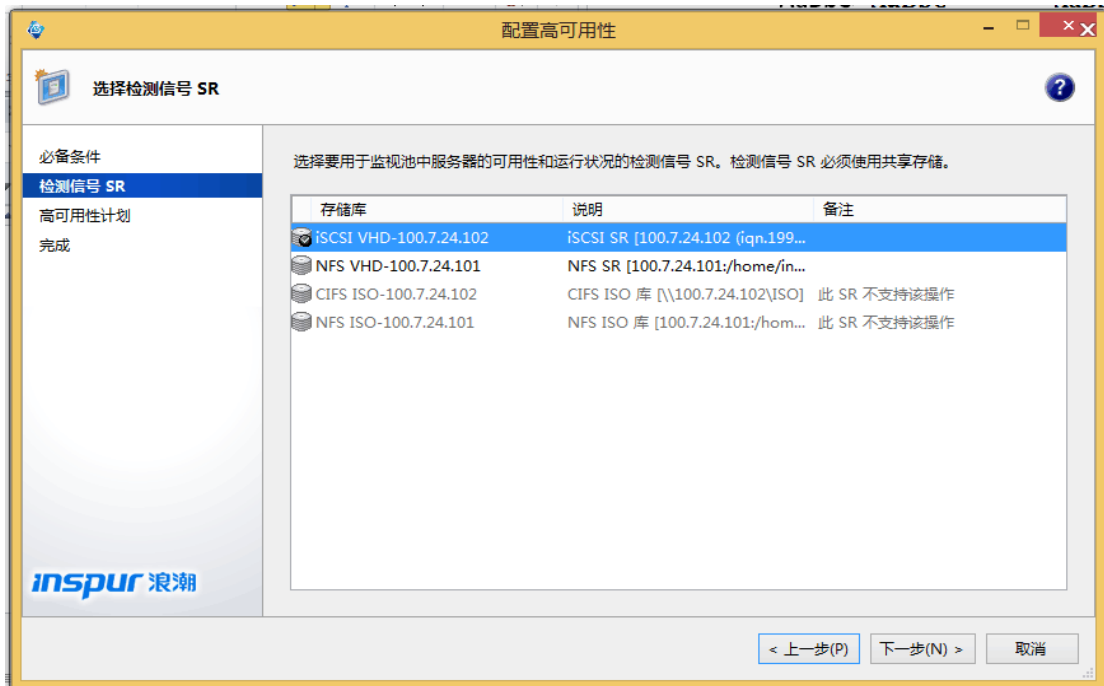 配置高可用性
选择检测信号 SR
?
必备条件
检测信号 SR
高可用性计划
完成
选择要用于监视池中服务器的可用性和运行状况的检测信号 SR。检测信号 SR 必须使用共享存储。
存储库 说明 备注
iSCSI VHD-100.7.24.102 iSCSI SR [100.7.24.102 (iqn.199...
NFS VHD-100.7.24.101 NFS SR [100.7.24.101:/home/in...
CIFS ISO-100.7.24.102 CIFS ISO 库 [\\100.7.24.102\ISO] 此 SR 不支持该操作
NFS ISO-100.7.24.101 NFS ISO 库 [100.7.24.101:/hom... 此 SR 不支持该操作
inspur 浪潮
< 上一步(P) 下一步(N) > 取消